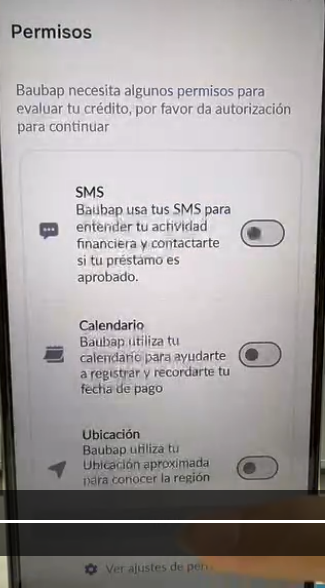 Permisos
Baubap necesita algunos permisos para
evaluar tu crédito, por favor da autorización
para continuar
SMS
Baubap usa tus SMS para
entender tu actividad
financiera y contactarte
si tu préstamo es
aprobado.
Calendario
Baubap utiliza tu
calendario para ayudarte
a registrar y recordarte tu
fecha de pago
Ubicación
Baubap utiliza tu
Ubicación aproximada
para conocer la región
Ver ajustes de